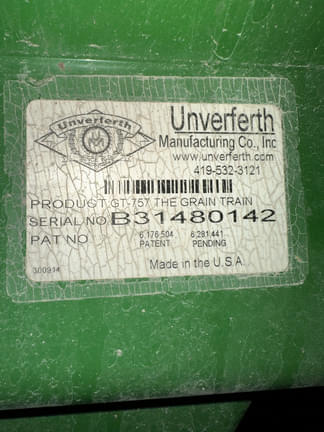 Unverferth
Unverferth
Manufacturing Co., Inc
www.unverferth.com
419-532-3121
PRODUCT GT-757 THE GRAIN TRAIN
SERIAL NO B31480142
PAT NO 6,176,504 6,291,441
PATENT PENDING
300914 Made in the U.S.A.